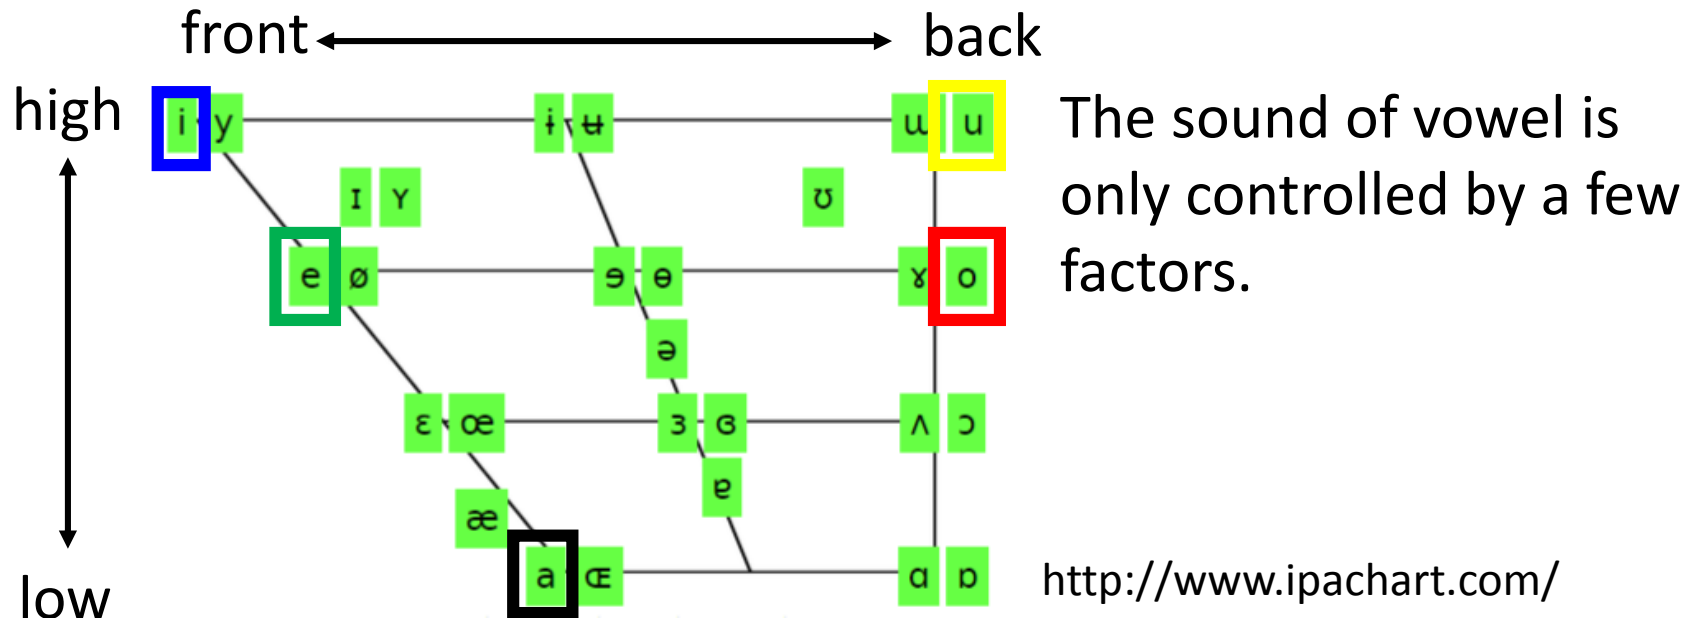 front back
high i y ɨ ʉ ɯ u The sound of vowel is
ɪ ʏ ʊ only controlled by a few
e ø ɘ ɵ ɤ o factors.
ə
ɛ œ ɜ ɞ ʌ ɔ
ɐ
æ
a ɶ ɑ ɒ http://www.ipachart.com/
low